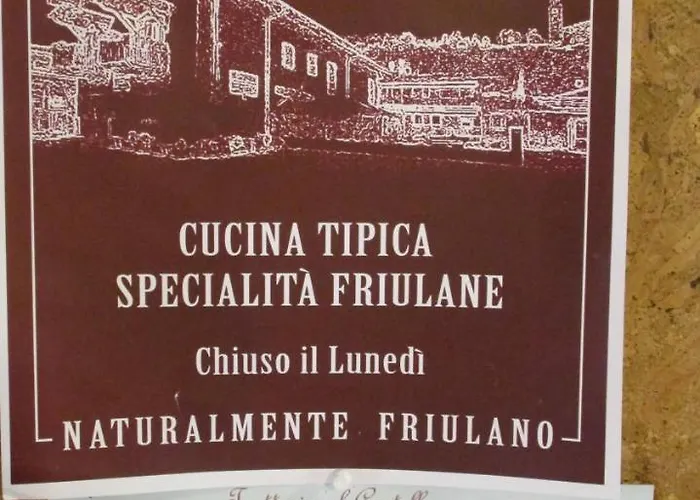 CUCINA TIPICA
SPECIALITÀ FRIULANE
Chiuso il Lunedì
NATURALMENTE FRIULANO